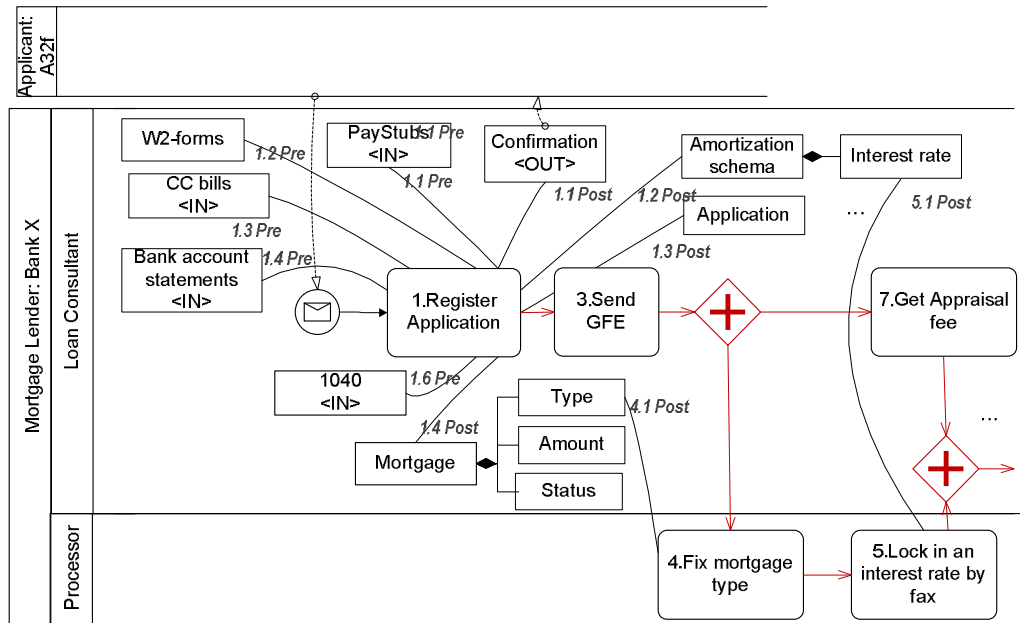 Applicant:
A32f
Mortgage Lender: Bank X
Loan Consultant
Processor
W2-forms
1.2 Pre
PayStubs/
<IN>
1.1 Pre
1.1 Pre
Confirmation
<OUT>
1.1 Post
Amortization
schema
1.2 Post
Interest rate
5.1 Post
CC bills
<IN>
1.3 Pre
Application
1.3 Post
...
Bank account
statements
<IN>
1.4 Pre
1.Register
Application
3.Send
GFE
7.Get Appraisal
fee
1040
<IN>
1.6 Pre
1.4 Post
Mortgage
Type
4.1 Post
Amount
Status
...
4.Fix mortgage
type
5.Lock in an
interest rate by
fax